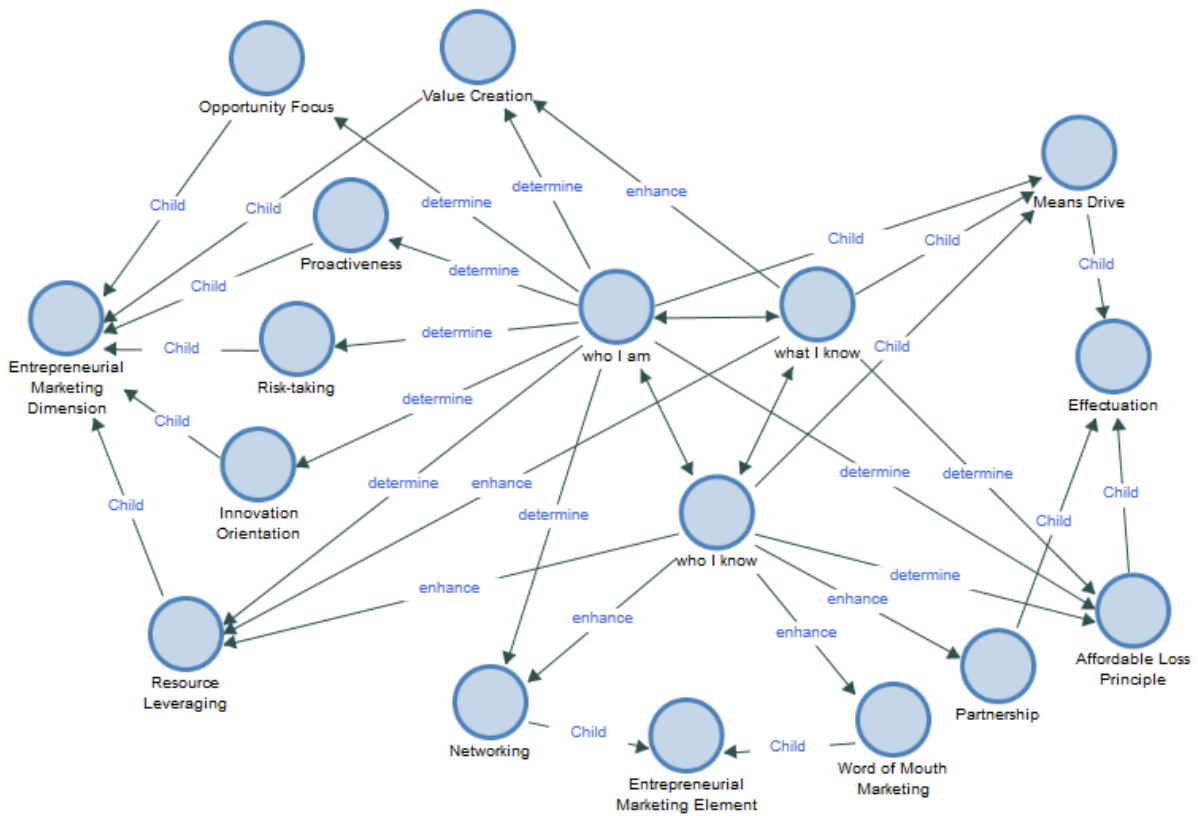 Value Creation
Opportunity Focus
determine
enhance
Means Drive
Child
Child
determine
Child
Child
Proactiveness
determine
Child
Child
Child
determine
Child
Entrepreneurial
Marketing
Dimension
Child
Risk-taking
who I am
what I know
Effectuation
determine
Child
determine
enhance
determine
determine
Child
Child
Innovation
Orientation
determine
Child
who I know
enhance
determine
enhance
enhance
enhance
Resource
Leveraging
Affordable Loss
Principle
Partnership
Networking
Child
Child
Word of Mouth
Marketing
Entrepreneurial
Marketing Element